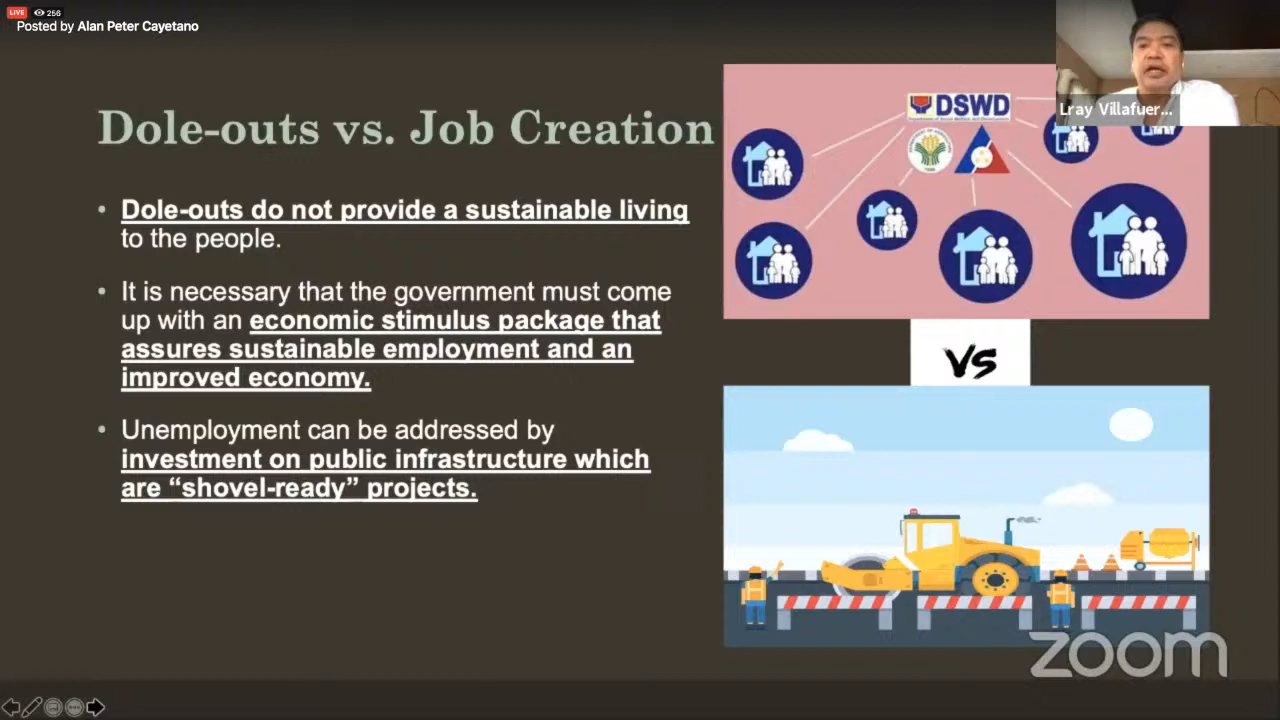 LIVE 256
Posted by Alan Peter Cayetano
Lray Villafuer...
Dole-outs vs. Job Creation
• Dole-outs do not provide a sustainable living
to the people.
• It is necessary that the government must come
up with an economic stimulus package that
assures sustainable employment and an
improved economy.
• Unemployment can be addressed by
investment on public infrastructure which
are “shovel-ready” projects.
DSWD
VS
zoom